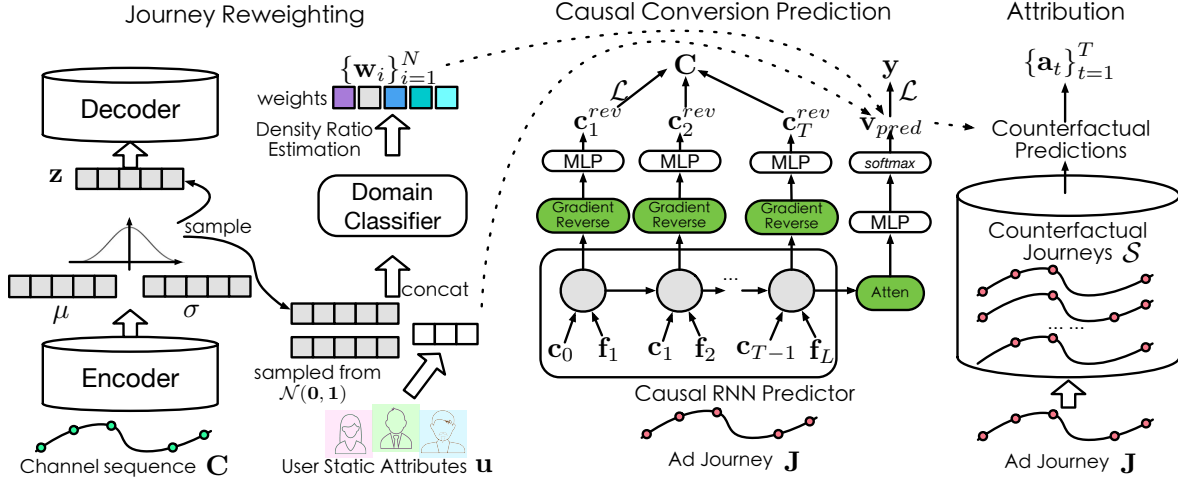 Journey Reweighting
Decoder
z
sample
μ
σ
Encoder
Channel sequence C
{w_i}_{i=1}^N
weights
Density Ratio
Estimation
Domain
Classifier
concat
sampled from
𝒩(0, 1)
User Static Attributes u
Causal Conversion Prediction
C
ℒ
c_1^{rev}
c_2^{rev}
c_T^{rev}
MLP
MLP
MLP
Gradient
Reverse
Gradient
Reverse
Gradient
Reverse
...
c_0
f_1
c_1
f_2
c_{T-1}
f_L
y
ℒ
v_{pred}
softmax
MLP
Atten
Causal RNN Predictor
Ad Journey J
Attribution
{a_t}_{t=1}^T
Counterfactual
Predictions
Counterfactual
Journeys 𝒮
... ...
Ad Journey J